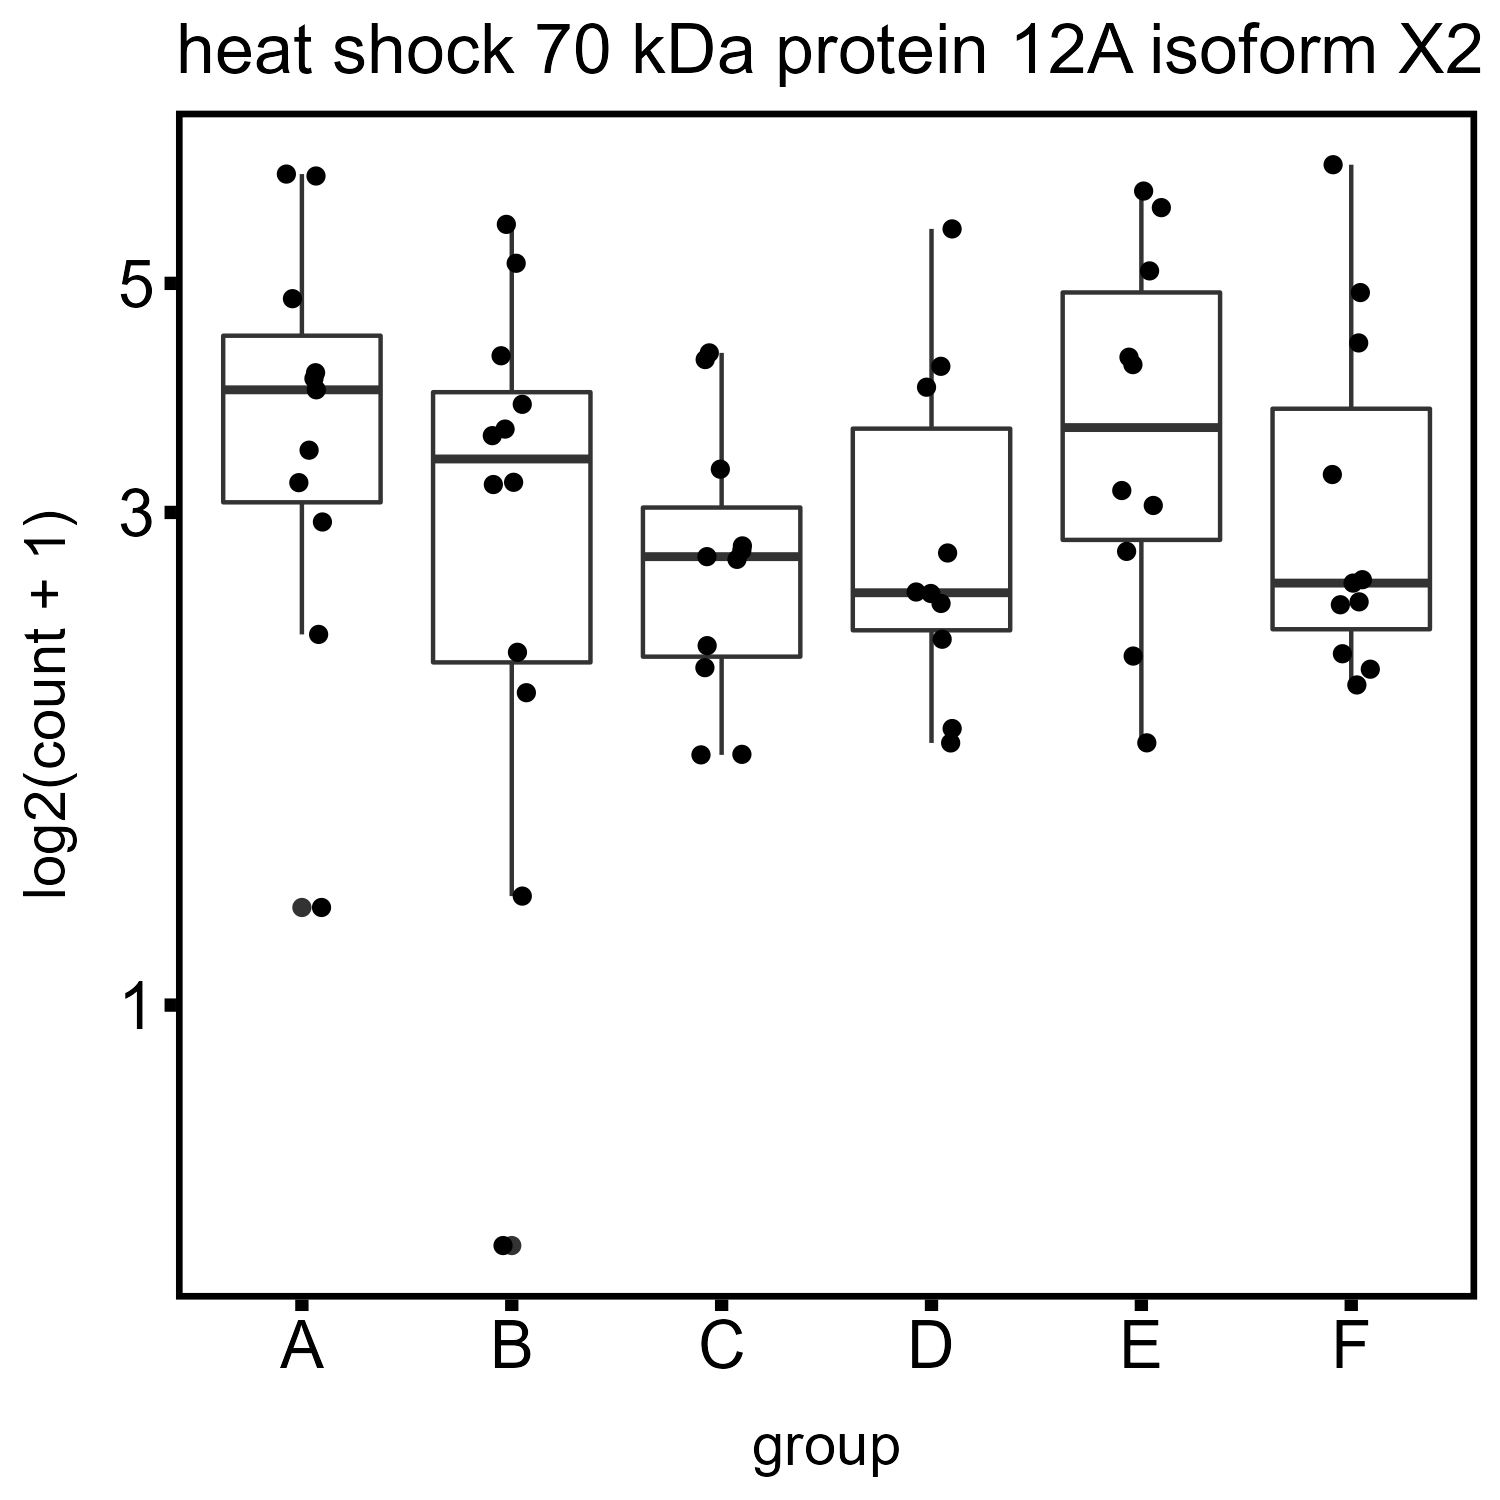 heat shock 70 kDa protein 12A isoform X2
log2(count + 1)
5
3
1
A B C D E F
group